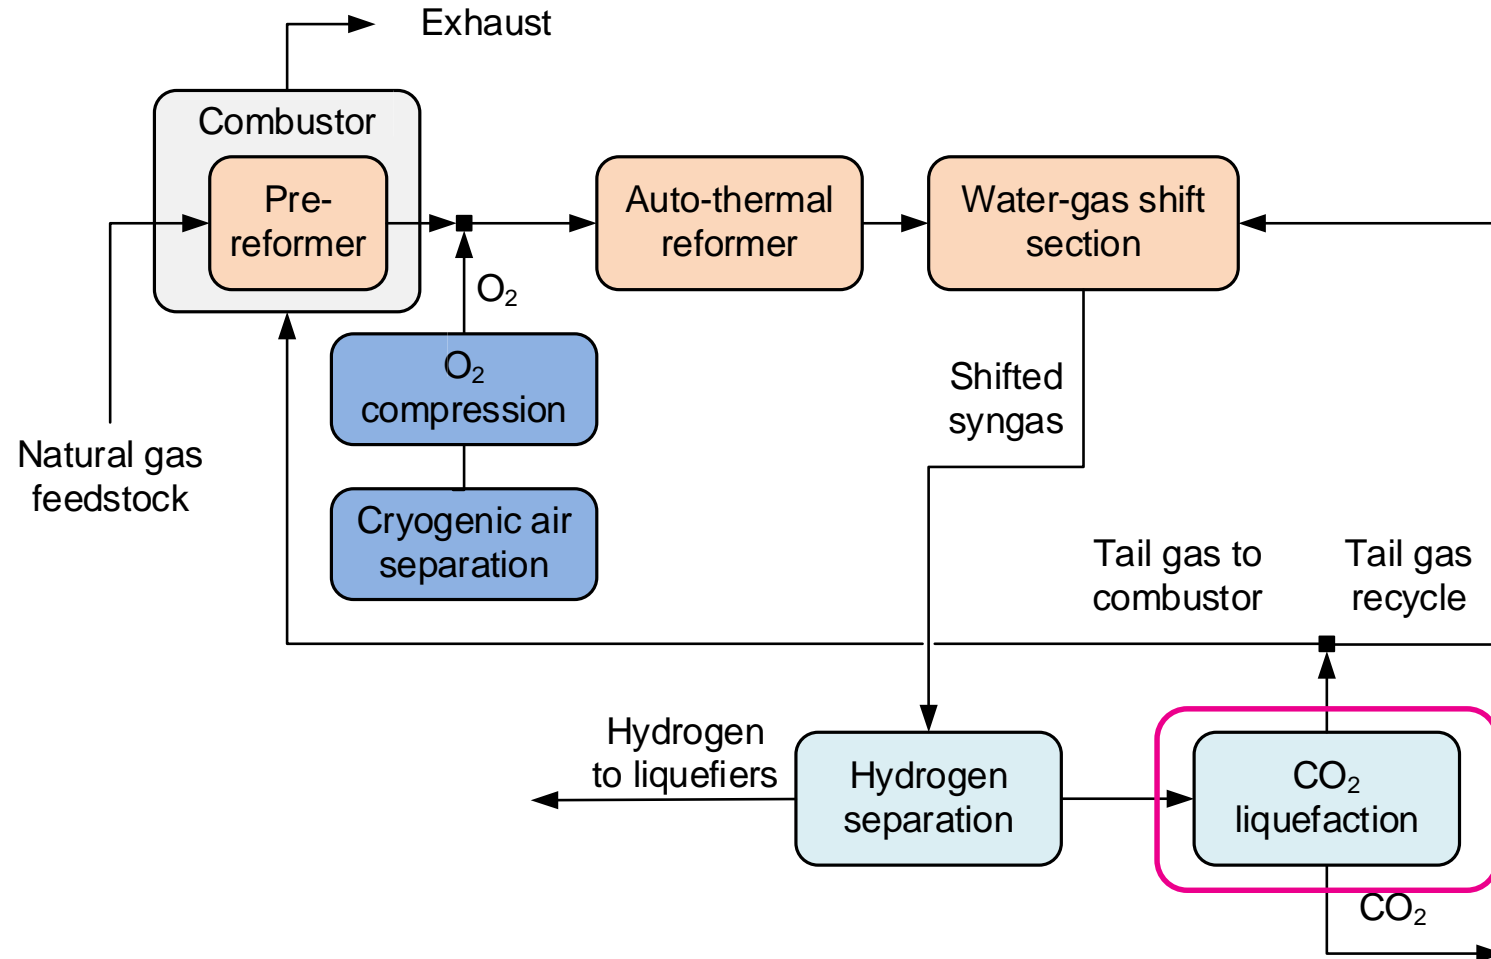 Exhaust
Combustor
Pre-
reformer
Auto-thermal
reformer
Water-gas shift
section
O₂
O₂
compression
Shifted
syngas
Natural gas
feedstock
Cryogenic air
separation
Tail gas to
combustor
Tail gas
recycle
Hydrogen
to liquefiers
Hydrogen
separation
CO₂
liquefaction
CO₂